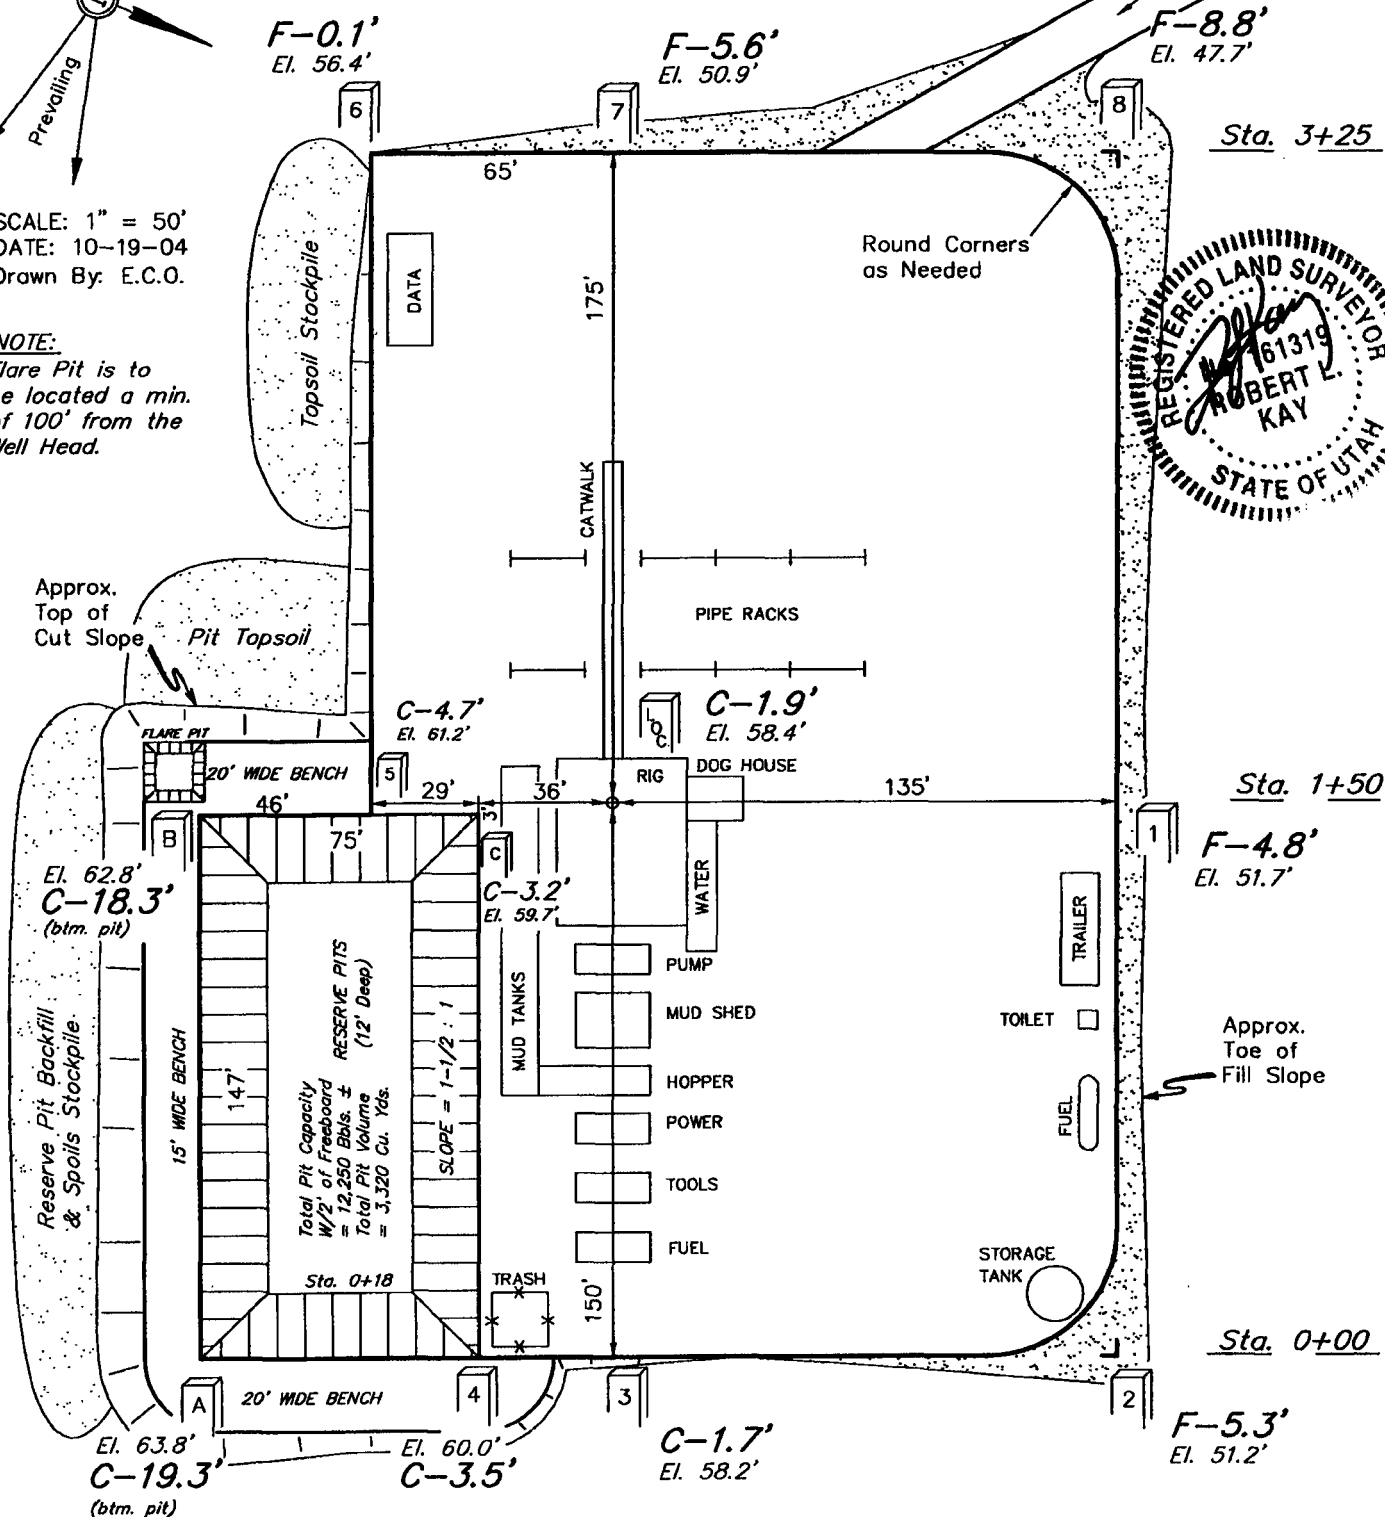 F-0.1'
El. 56.4'
F-5.6'
El. 50.9'
F-8.8'
El. 47.7'
6
7
8
Prevailing
Sta. 3+25
65'
SCALE: 1" = 50'
DATE: 10-19-04
Drawn By: E.C.O.
Topsoil Stockpile
DATA
175'
Round Corners
as Needed
REGISTERED LAND SURVEYOR
161319
ROBERT L.
KAY
STATE OF UTAH
NOTE:
Flare Pit is to
be located a min.
of 100' from the
Well Head.
CATWALK
PIPE RACKS
Approx.
Top of
Cut Slope
Pit Topsoil
C-4.7'
El. 61.2'
LOC.
C-1.9'
El. 58.4'
FLARE PIT
20' WIDE BENCH
5
RIG
DOG HOUSE
46'
29'
36'
135'
Sta. 1+50
3'
B
75'
C
1
El. 62.8'
C-18.3'
(btm. pit)
C-3.2'
El. 59.7'
WATER
F-4.8'
El. 51.7'
TRAILER
PUMP
MUD SHED
MUD TANKS
HOPPER
POWER
TOOLS
FUEL
TOILET
FUEL
Approx.
Toe of
Fill Slope
Reserve Pit Backfill
& Spoils Stockpile
15' WIDE BENCH
147'
RESERVE PITS
(12' Deep)
Total Pit Capacity
W/2' of Freeboard
= 12,250 Bbls. ±
Total Pit Volume
= 3,320 Cu. Yds.
SLOPE = 1-1/2 : 1
Sta. 0+18
TRASH
150'
STORAGE
TANK
Sta. 0+00
A
20' WIDE BENCH
4
3
2
El. 63.8'
C-19.3'
(btm. pit)
El. 60.0'
C-3.5'
C-1.7'
El. 58.2'
F-5.3'
El. 51.2'